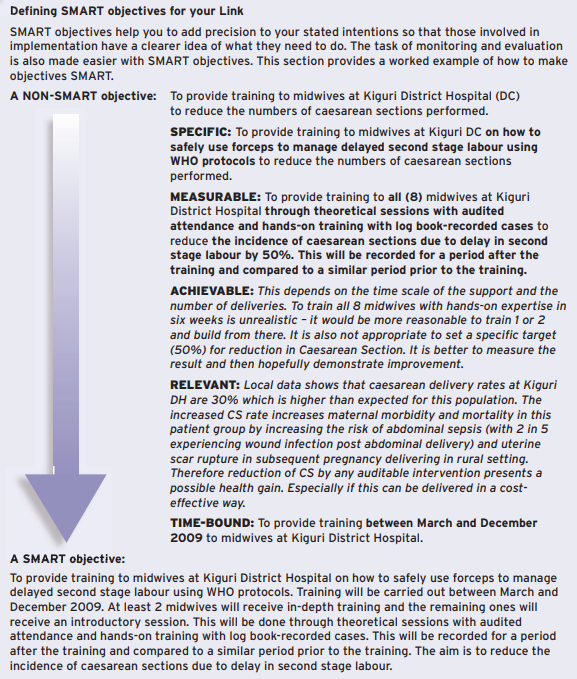 Defining SMART objectives for your Link
SMART objectives help you to add precision to your stated intentions so that those involved in
implementation have a clearer idea of what they need to do. The task of monitoring and evaluation
is also made easier with SMART objectives. This section provides a worked example of how to make
objectives SMART.
A NON-SMART objective: To provide training to midwives at Kiguri District Hospital (DC)
to reduce the numbers of caesarean sections performed.
SPECIFIC: To provide training to midwives at Kiguri DC on how to
safely use forceps to manage delayed second stage labour using
WHO protocols to reduce the numbers of caesarean sections
performed.
MEASURABLE: To provide training to all (8) midwives at Kiguri
District Hospital through theoretical sessions with audited
attendance and hands-on training with log book-recorded cases to
reduce the incidence of caesarean sections due to delay in second
stage labour by 50%. This will be recorded for a period after the
training and compared to a similar period prior to the training.
ACHIEVABLE: This depends on the time scale of the support and the
number of deliveries. To train all 8 midwives with hands-on expertise in
six weeks is unrealistic – it would be more reasonable to train 1 or 2
and build from there. It is also not appropriate to set a specific target
(50%) for reduction in Caesarean Section. It is better to measure the
result and then hopefully demonstrate improvement.
RELEVANT: Local data shows that caesarean delivery rates at Kiguri
DH are 30% which is higher than expected for this population. The
increased CS rate increases maternal morbidity and mortality in this
patient group by increasing the risk of abdominal sepsis (with 2 in 5
experiencing wound infection post abdominal delivery) and uterine
scar rupture in subsequent pregnancy delivering in rural setting.
Therefore reduction of CS by any auditable intervention presents a
possible health gain. Especially if this can be delivered in a cost-
effective way.
TIME-BOUND: To provide training between March and December
2009 to midwives at Kiguri District Hospital.
A SMART objective:
To provide training to midwives at Kiguri District Hospital on how to safely use forceps to manage
delayed second stage labour using WHO protocols. Training will be carried out between March and
December 2009. At least 2 midwives will receive in-depth training and the remaining ones will
receive an introductory session. This will be done through theoretical sessions with audited
attendance and hands-on training with log book-recorded cases. This will be recorded for a period
after the training and compared to a similar period prior to the training. The aim is to reduce the
incidence of caesarean sections due to delay in second stage labour.